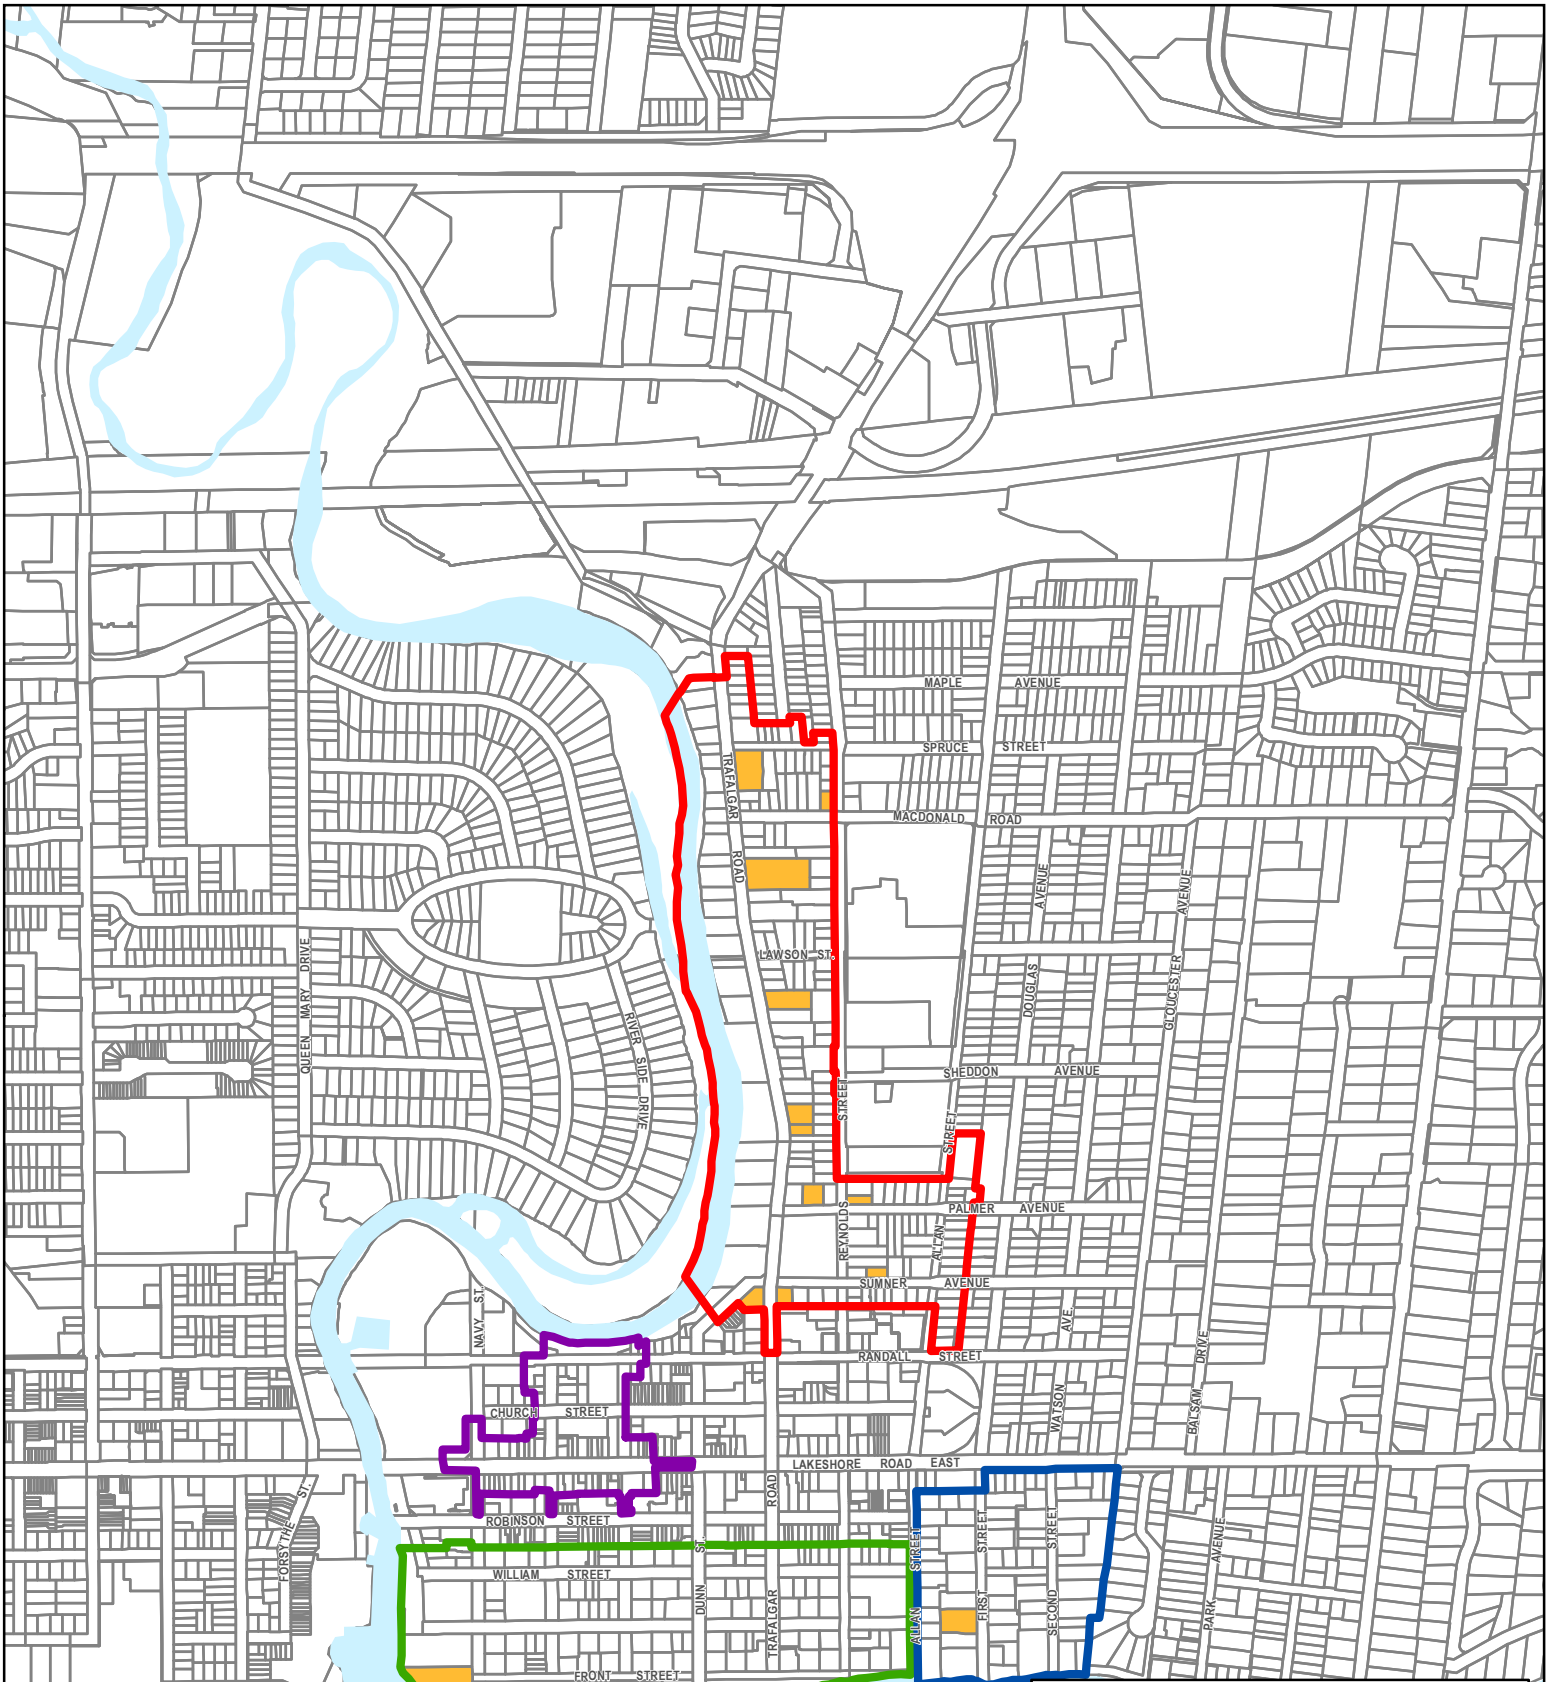 MAPLE AVENUE
SPRUCE STREET
TRAFALGAR ROAD
MACDONALD ROAD
AVENUE
DOUGLAS
GLOUCESTER AVENUE
LAWSON ST.
QUEEN MARY DRIVE
RIVER SIDE DRIVE
SHEDDON AVENUE
STREET
REYNOLDS
STREET
ALLAN
PALMER AVENUE
SUMNER AVENUE
NAVY ST.
AVE.
WATSON
RANDALL STREET
BALSAM DRIVE
CHURCH STREET
LAKESHORE ROAD EAST
ROAD
TRAFALGAR
FORSYTHE ST.
ROBINSON STREET
DUNN ST.
ALLAN STREET
FIRST STREET
SECOND STREET
PARK AVENUE
WILLIAM STREET
FRONT STREET